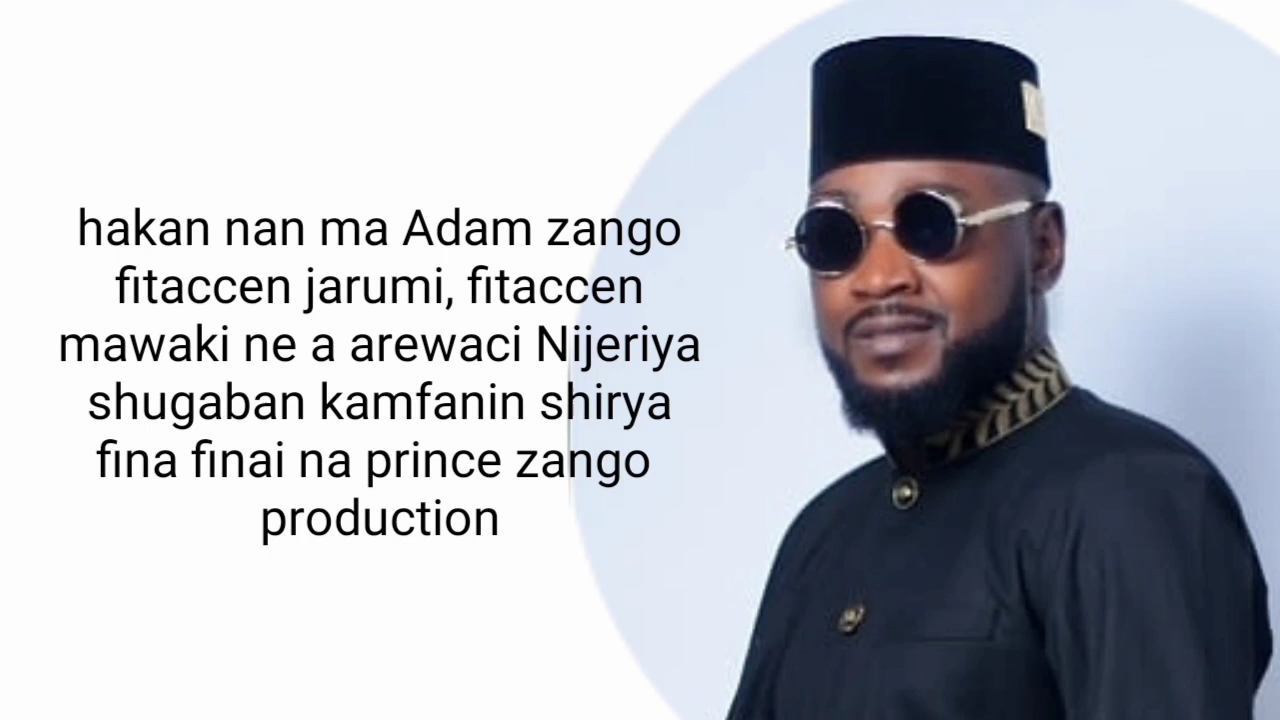 hakan nan ma Adam zango
fitaccen jarumi, fitaccen
mawaki ne a arewaci Nijeriya
shugaban kamfanin shirya
fina finai na prince zango
production